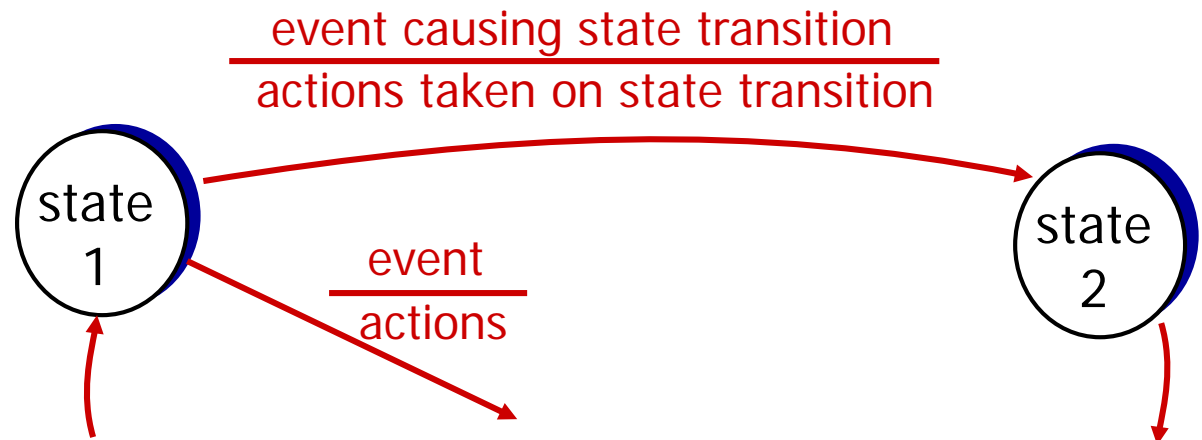 event causing state transition
actions taken on state transition
state
1
event
actions
state
2